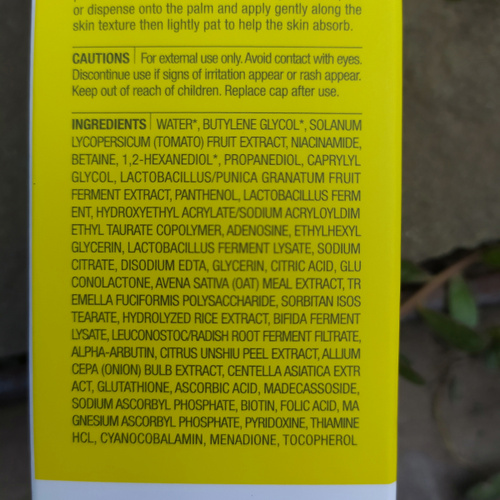 or dispense onto the palm and apply gently along the
skin texture then lightly pat to help the skin absorb.
CAUTIONS | For external use only. Avoid contact with eyes.
Discontinue use if signs of irritation appear or rash appear.
Keep out of reach of children. Replace cap after use.
INGREDIENTS | WATER*, BUTYLENE GLYCOL*, SOLANUM
LYCOPERSICUM (TOMATO) FRUIT EXTRACT, NIACINAMIDE,
BETAINE, 1,2-HEXANEDIOL*, PROPANEDIOL, CAPRYLYL
GLYCOL, LACTOBACILLUS/PUNICA GRANATUM FRUIT
FERMENT EXTRACT, PANTHENOL, LACTOBACILLUS FERM
ENT, HYDROXYETHYL ACRYLATE/SODIUM ACRYLOYLDIM
ETHYL TAURATE COPOLYMER, ADENOSINE, ETHYLHEXYL
GLYCERIN, LACTOBACILLUS FERMENT LYSATE, SODIUM
CITRATE, DISODIUM EDTA, GLYCERIN, CITRIC ACID, GLU
CONOLACTONE, AVENA SATIVA (OAT) MEAL EXTRACT, TR
EMELLA FUCIFORMIS POLYSACCHARIDE, SORBITAN ISOS
TEARATE, HYDROLYZED RICE EXTRACT, BIFIDA FERMENT
LYSATE, LEUCONOSTOC/RADISH ROOT FERMENT FILTRATE,
ALPHA-ARBUTIN, CITRUS UNSHIU PEEL EXTRACT, ALLIUM
CEPA (ONION) BULB EXTRACT, CENTELLA ASIATICA EXTR
ACT, GLUTATHIONE, ASCORBIC ACID, MADECASSOSIDE,
SODIUM ASCORBYL PHOSPHATE, BIOTIN, FOLIC ACID, MA
GNESIUM ASCORBYL PHOSPHATE, PYRIDOXINE, THIAMINE
HCL, CYANOCOBALAMIN, MENADIONE, TOCOPHEROL